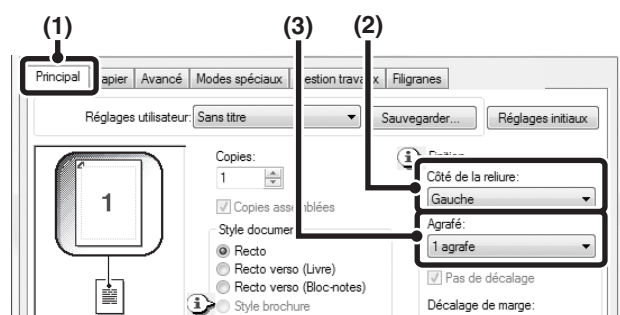 (1) (3) (2)
Principal apier Avancé Modes spéciaux estion trava x Filigranes
Réglages utilisateur: Sans titre Sauvegarder... Réglages initiaux
Copies:
1
Copies asse blées
Style documen
Recto
Recto verso (Livre)
Recto verso (Bloc-notes)
Style brochure
1
Côté de la reliure:
Gauche
Agrafé:
1 agrafe
Pas de décalage
Décalage de marge: